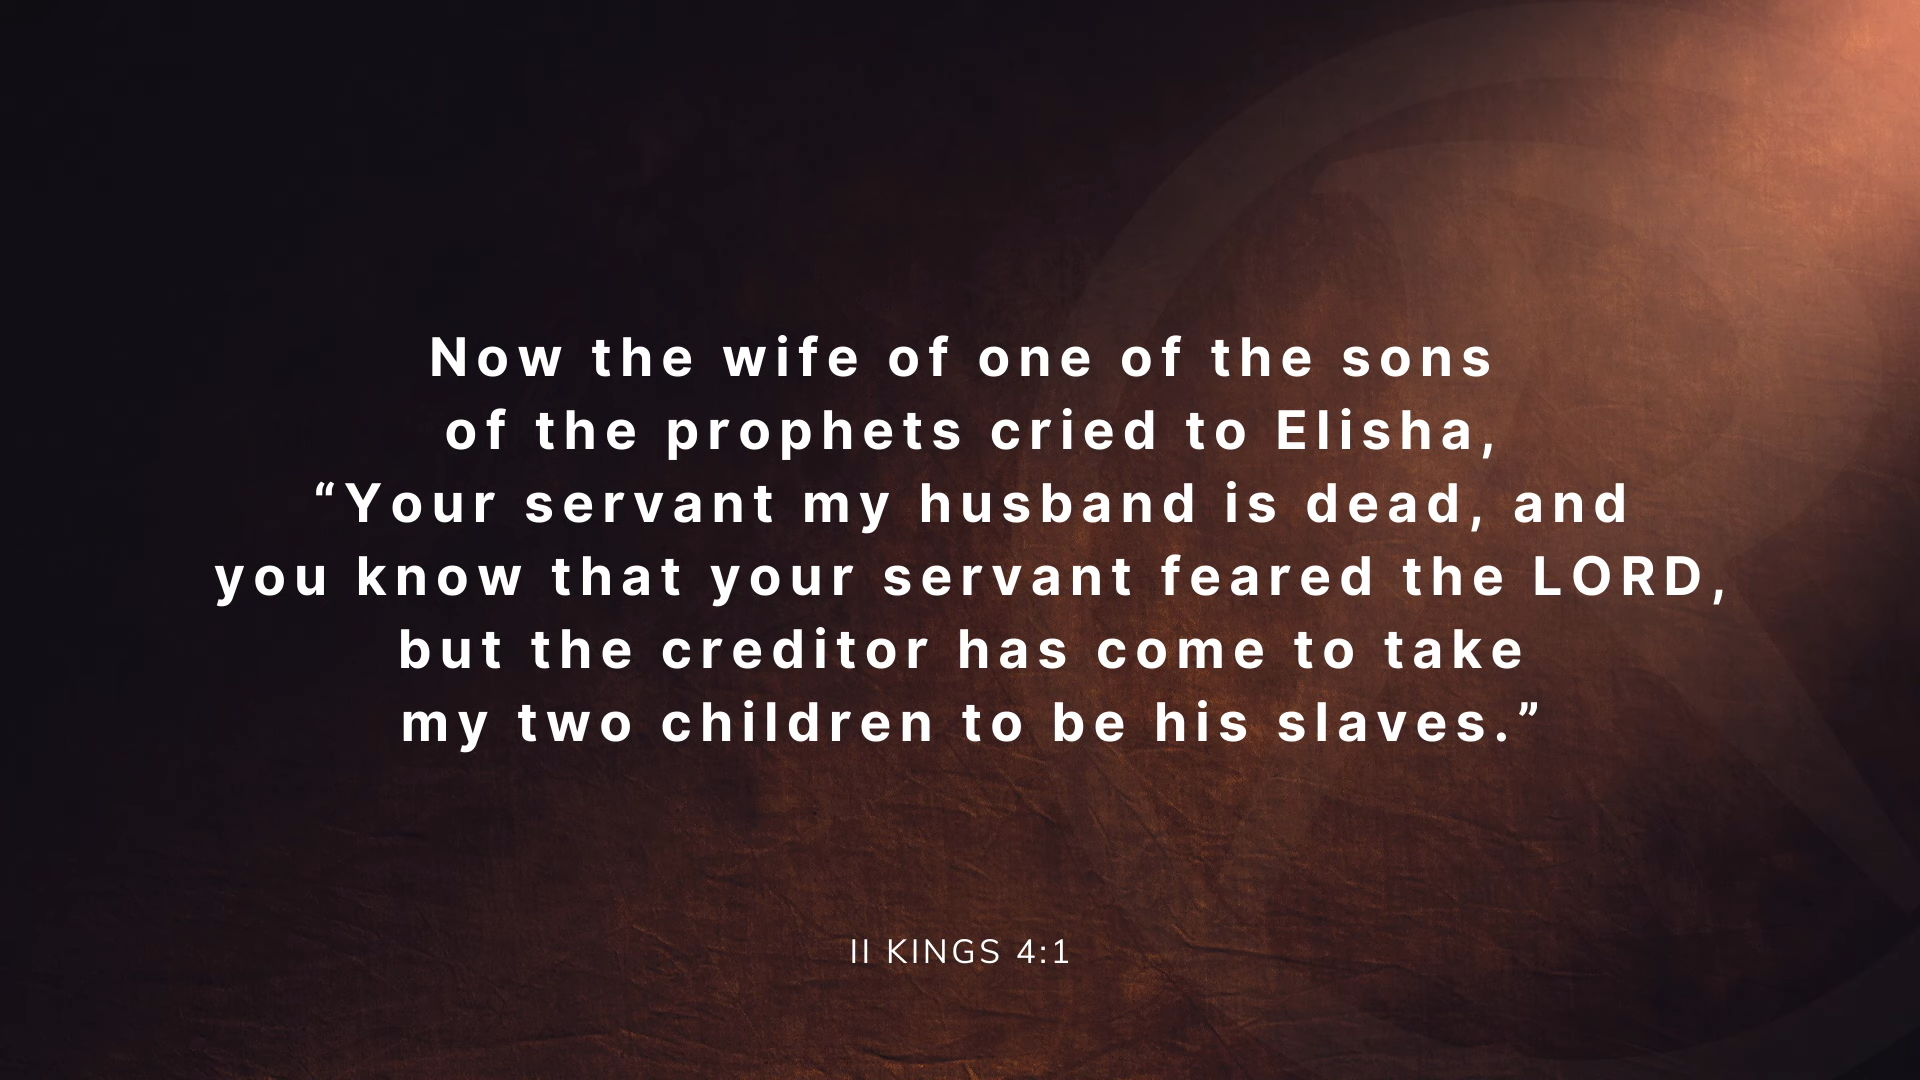 Now the wife of one of the sons
of the prophets cried to Elisha,
“Your servant my husband is dead, and
you know that your servant feared the LORD,
but the creditor has come to take
my two children to be his slaves.”
II KINGS 4:1